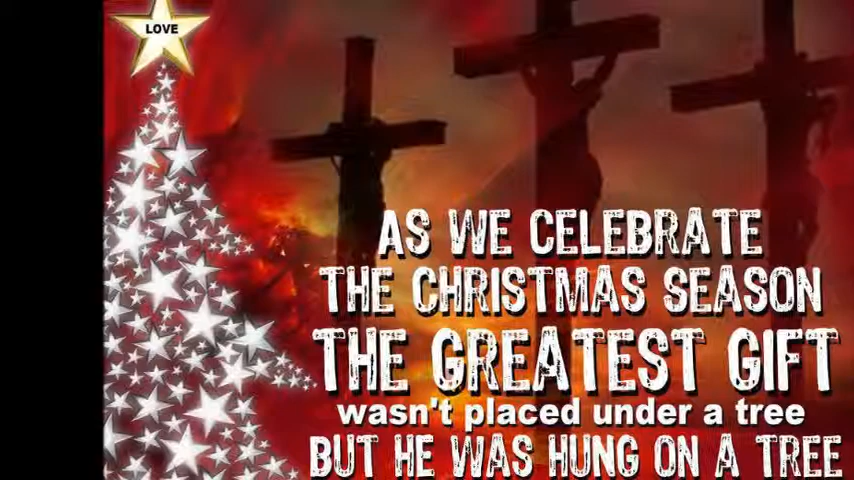 LOVE
AS WE CELEBRATE
THE CHRISTMAS SEASON
THE GREATEST GIFT
wasn't placed under a tree
BUT HE WAS HUNG ON A TREE